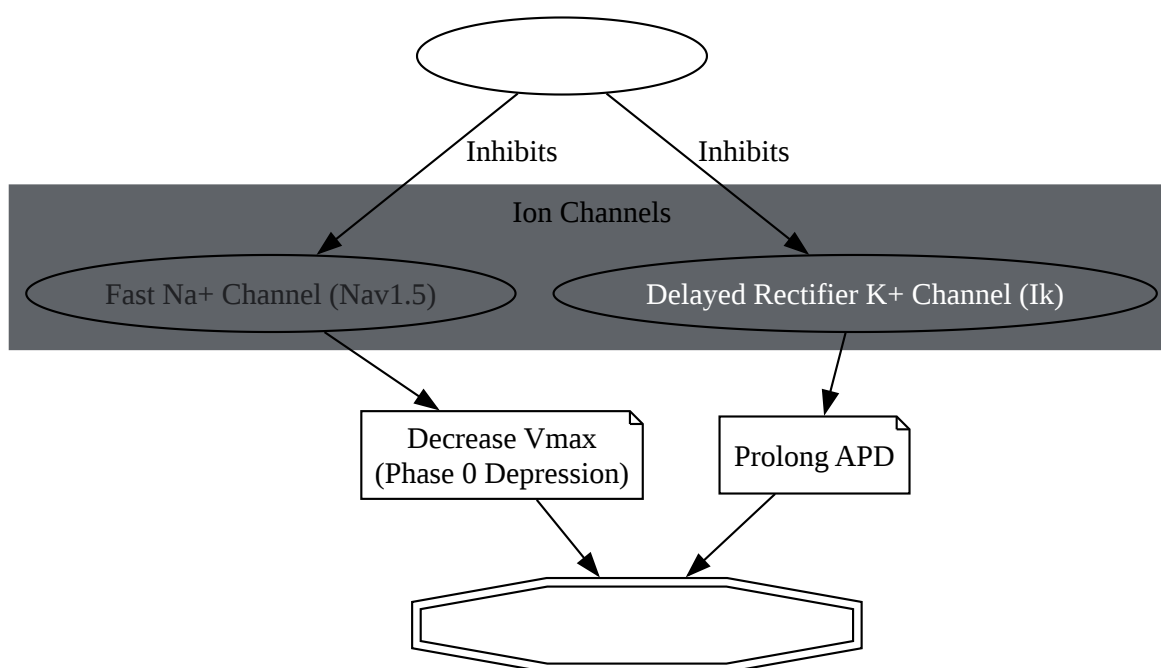 Inhibits
Inhibits
Ion Channels
Fast Na+ Channel (Nav1.5)
Delayed Rectifier K+ Channel (Ik)
Decrease Vmax
(Phase 0 Depression)
Prolong APD